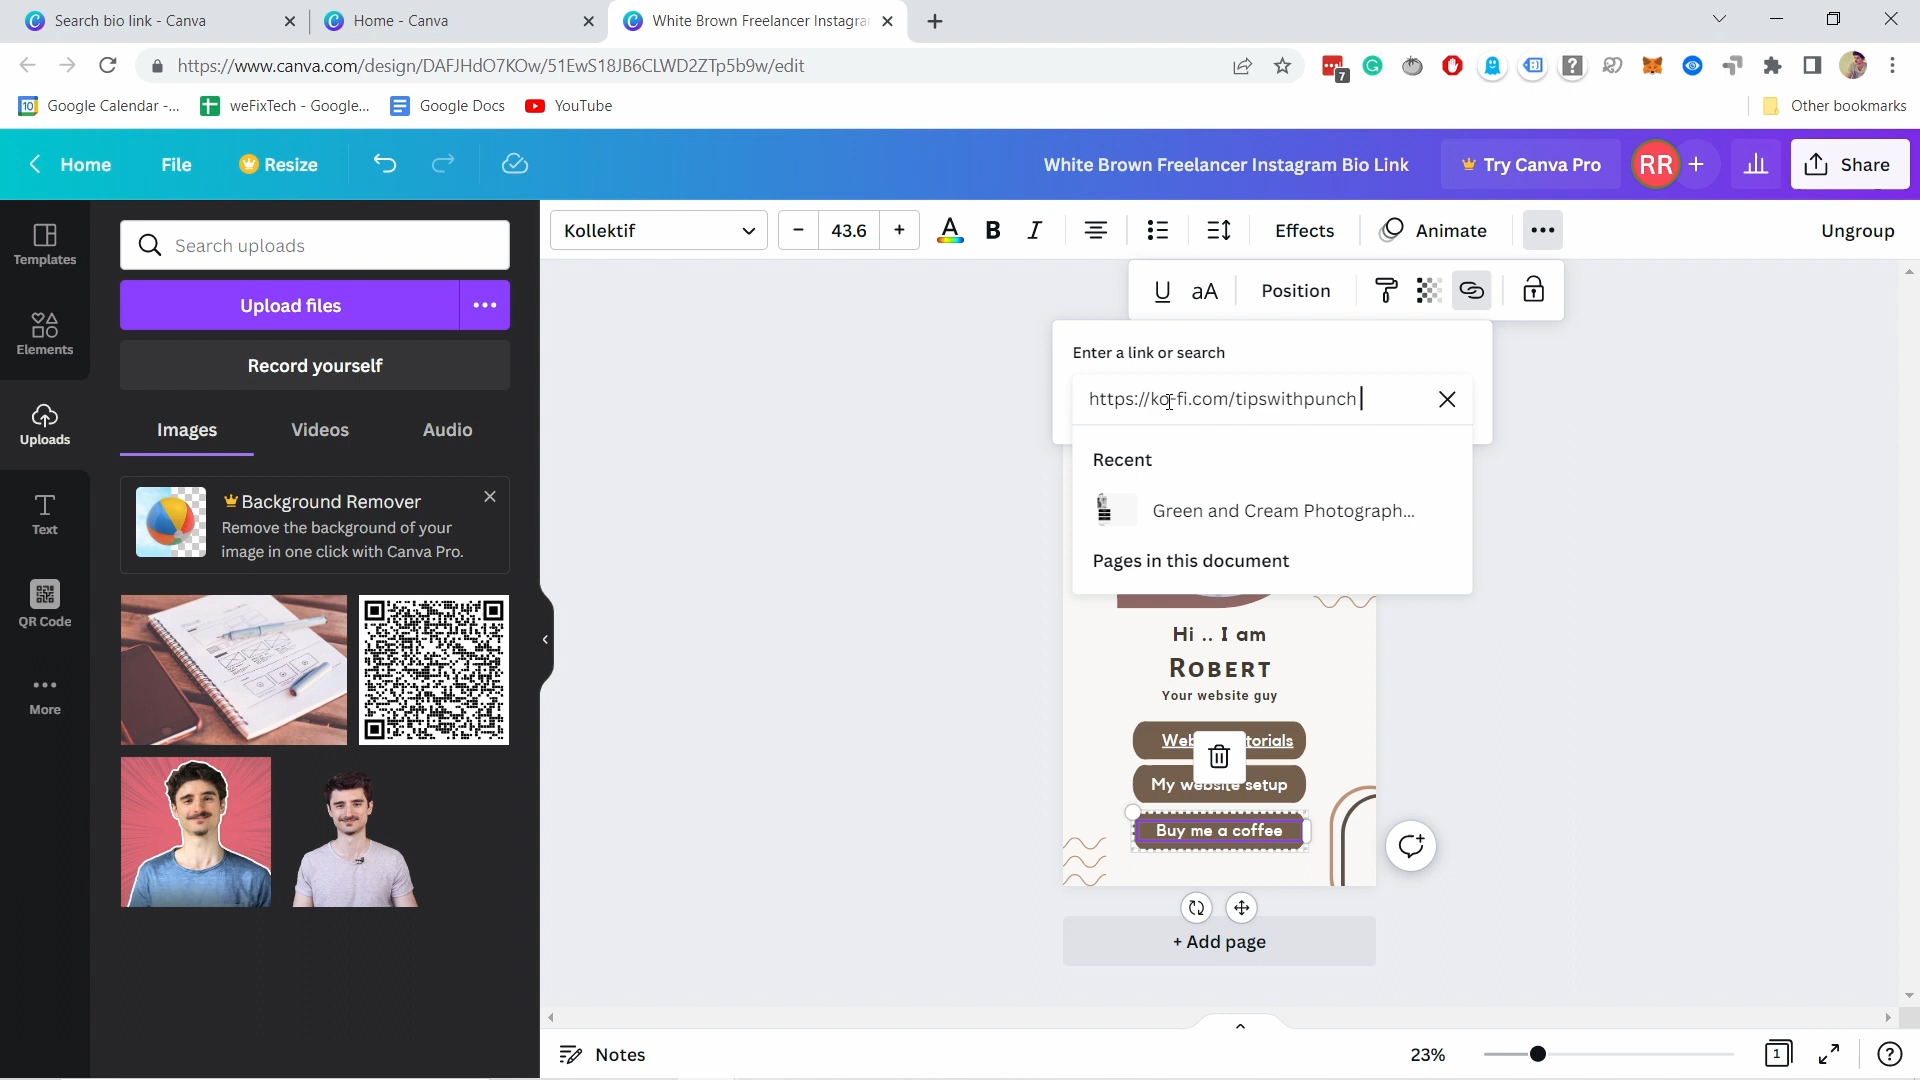 Search bio link - Canva
Home - Canva
White Brown Freelancer Instagra
https://www.canva.com/design/DAFJHdO7KOw/51EwS18JB6CLWD2ZTp5b9w/edit
7
10
Google Calendar -...
weFixTech - Google...
Google Docs
YouTube
Other bookmarks
Home
File
Resize
White Brown Freelancer Instagram Bio Link
Try Canva Pro
RR
+
Share
Templates
Elements
Uploads
Text
QR Code
More
Search uploads
Upload files
Record yourself
Images
Videos
Audio
Background Remover
Remove the background of your
image in one click with Canva Pro.
Kollektif
43.6
A
B
I
Effects
Animate
Ungroup
U
aA
Position
Enter a link or search
https://ko-fi.com/tipswithpunch
Recent
Green and Cream Photograph...
Pages in this document
Hi .. I am
ROBERT
Your website guy
Web torials
My website setup
Buy me a coffee
+ Add page
Notes
23%
1
?